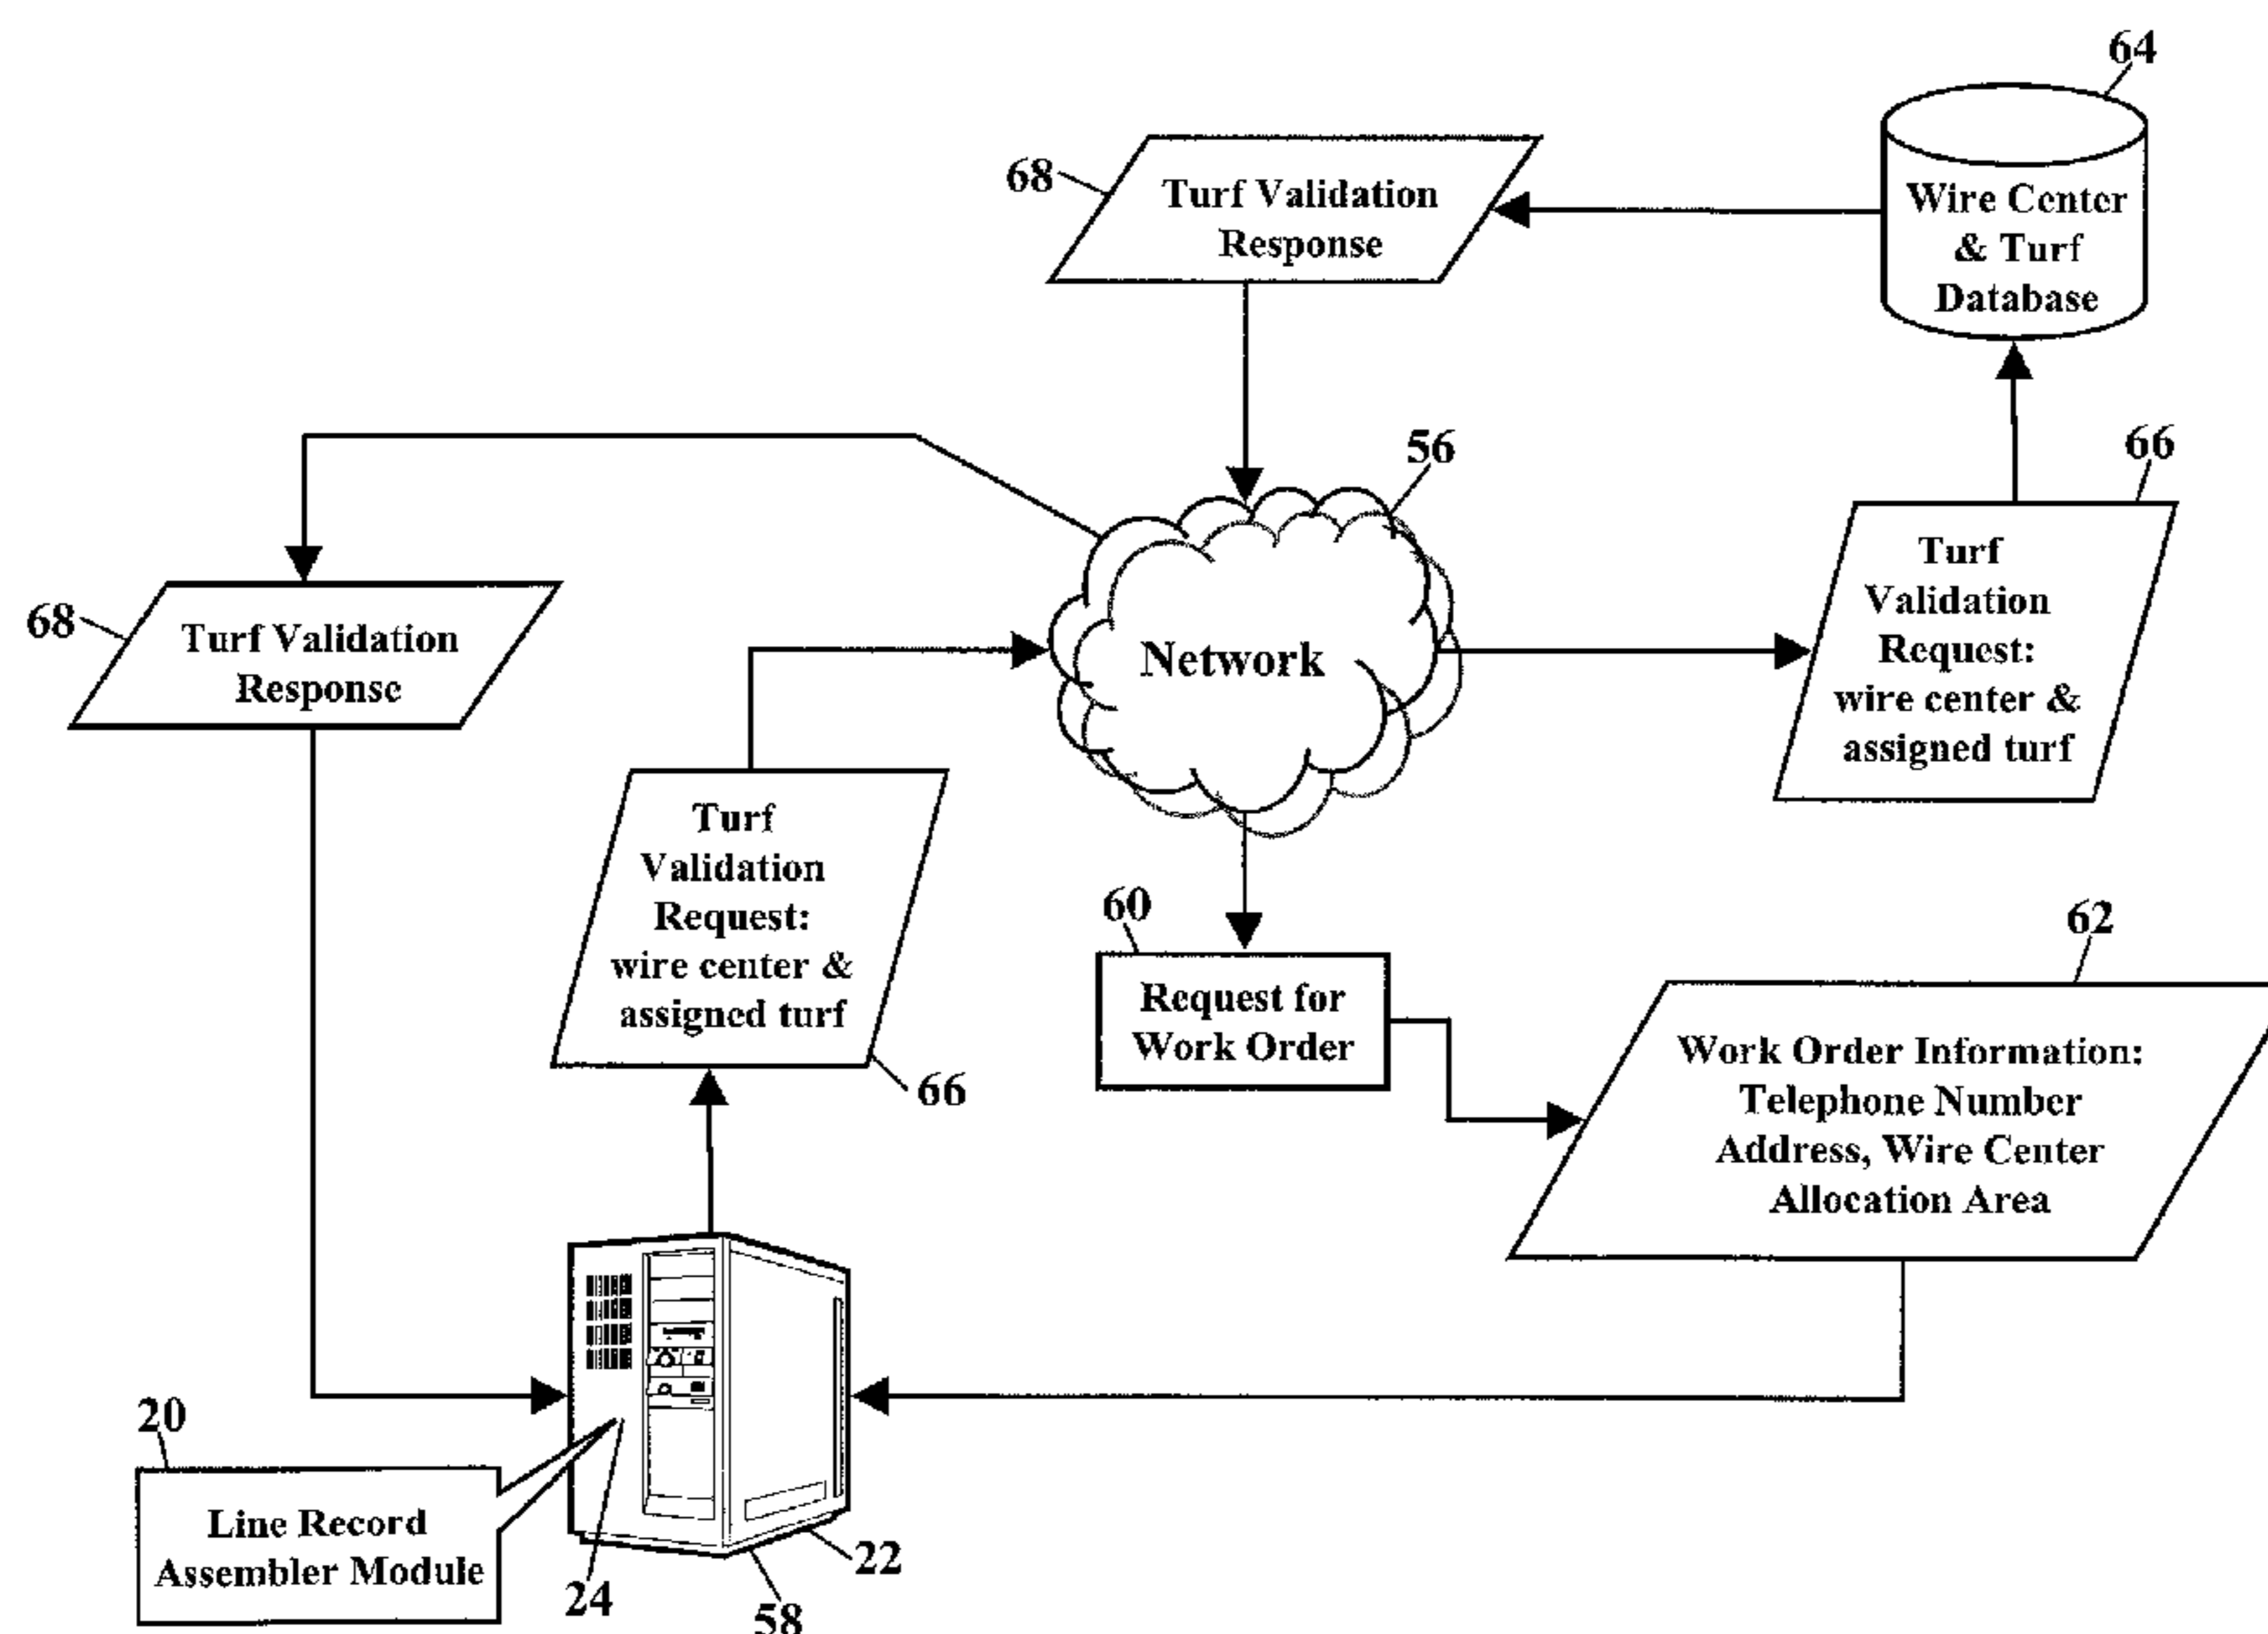 64
68
Turf Validation
Response
Wire Center
& Turf
Database
56
66
68
Turf Validation
Response
Network
Turf
Validation
Request:
wire center &
assigned turf
Turf
Validation
Request:
wire center &
assigned turf
66
60
Request for
Work Order
62
Work Order Information:
Telephone Number
Address, Wire Center
Allocation Area
20
Line Record
Assembler Module
24
22
58